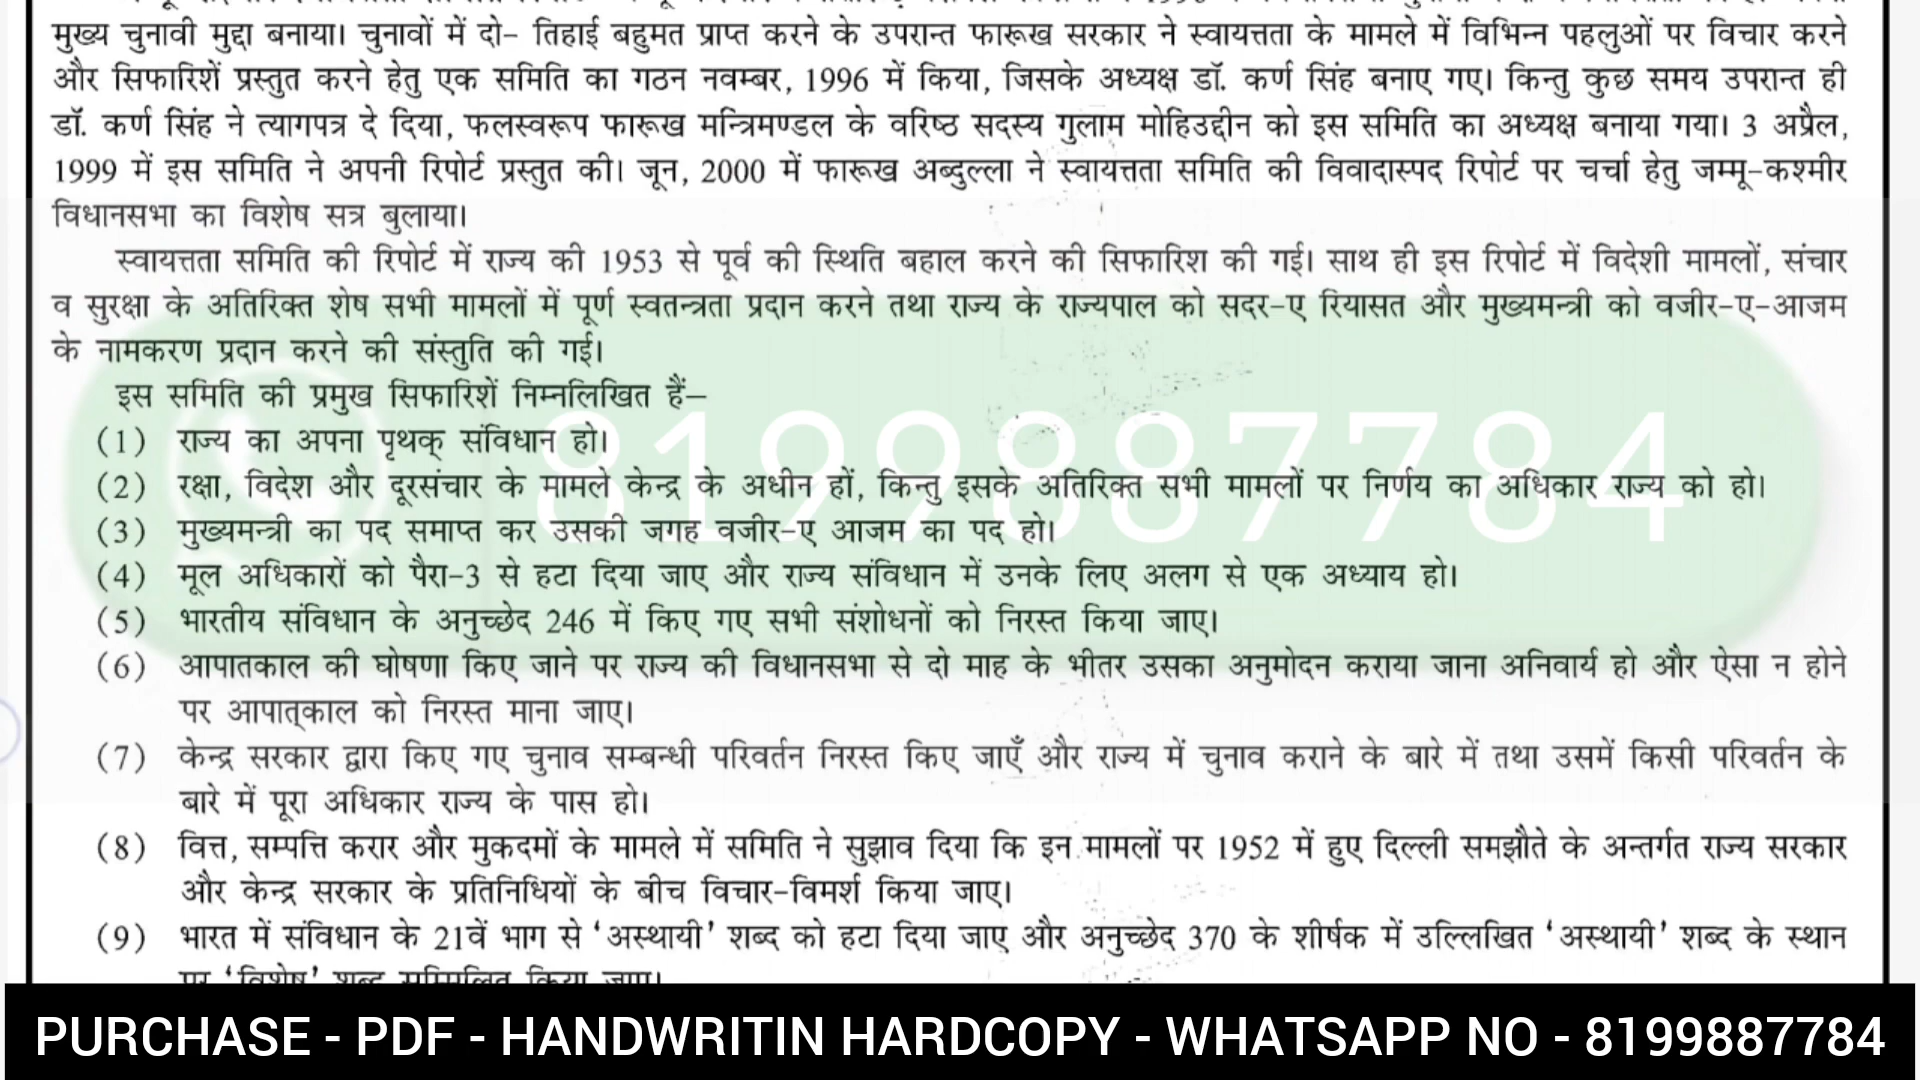 मुख्य चुनावी मुद्दा बनाया। चुनावों में दो- तिहाई बहुमत प्राप्त करने के उपरान्त फारूख सरकार ने स्वायत्तता के मामले में विभिन्न पहलुओं पर विचार करने
और सिफारिशें प्रस्तुत करने हेतु एक समिति का गठन नवम्बर, 1996 में किया, जिसके अध्यक्ष डॉ. कर्ण सिंह बनाए गए। किन्तु कुछ समय उपरान्त ही
डॉ. कर्ण सिंह ने त्यागपत्र दे दिया, फलस्वरूप फारूख मन्त्रिमण्डल के वरिष्ठ सदस्य गुलाम मोहिउद्दीन को इस समिति का अध्यक्ष बनाया गया। 3 अप्रैल,
1999 में इस समिति ने अपनी रिपोर्ट प्रस्तुत की। जून, 2000 में फारूख अब्दुल्ला ने स्वायत्तता समिति की विवादास्पद रिपोर्ट पर चर्चा हेतु जम्मू-कश्मीर
विधानसभा का विशेष सत्र बुलाया।
स्वायत्तता समिति की रिपोर्ट में राज्य की 1953 से पूर्व की स्थिति बहाल करने की सिफारिश की गई। साथ ही इस रिपोर्ट में विदेशी मामलों, संचार
व सुरक्षा के अतिरिक्त शेष सभी मामलों में पूर्ण स्वतन्त्रता प्रदान करने तथा राज्य के राज्यपाल को सदर-ए रियासत और मुख्यमन्त्री को वजीर-ए-आजम
के नामकरण प्रदान करने की संस्तुति की गई।
इस समिति की प्रमुख सिफारिशें निम्नलिखित हैं–
(1) राज्य का अपना पृथक् संविधान हो।
8199887784
(2) रक्षा, विदेश और दूरसंचार के मामले केन्द्र के अधीन हों, किन्तु इसके अतिरिक्त सभी मामलों पर निर्णय का अधिकार राज्य को हो।
(3) मुख्यमन्त्री का पद समाप्त कर उसकी जगह वजीर-ए आजम का पद हो।
(4) मूल अधिकारों को पैरा-3 से हटा दिया जाए और राज्य संविधान में उनके लिए अलग से एक अध्याय हो।
(5) भारतीय संविधान के अनुच्छेद 246 में किए गए सभी संशोधनों को निरस्त किया जाए।
(6) आपातकाल की घोषणा किए जाने पर राज्य की विधानसभा से दो माह के भीतर उसका अनुमोदन कराया जाना अनिवार्य हो और ऐसा न होने
पर आपात्काल को निरस्त माना जाए।
(7) केन्द्र सरकार द्वारा किए गए चुनाव सम्बन्धी परिवर्तन निरस्त किए जाएँ और राज्य में चुनाव कराने के बारे में तथा उसमें किसी परिवर्तन के
बारे में पूरा अधिकार राज्य के पास हो।
(8) वित्त, सम्पत्ति करार और मुकदमों के मामले में समिति ने सुझाव दिया कि इन मामलों पर 1952 में हुए दिल्ली समझौते के अन्तर्गत राज्य सरकार
और केन्द्र सरकार के प्रतिनिधियों के बीच विचार-विमर्श किया जाए।
(9) भारत में संविधान के 21वें भाग से ‘अस्थायी’ शब्द को हटा दिया जाए और अनुच्छेद 370 के शीर्षक में उल्लिखित ‘अस्थायी’ शब्द के स्थान
पर ‘विशेष’ शब्द सम्मिलित किया जाए।
PURCHASE - PDF - HANDWRITIN HARDCOPY - WHATSAPP NO - 8199887784